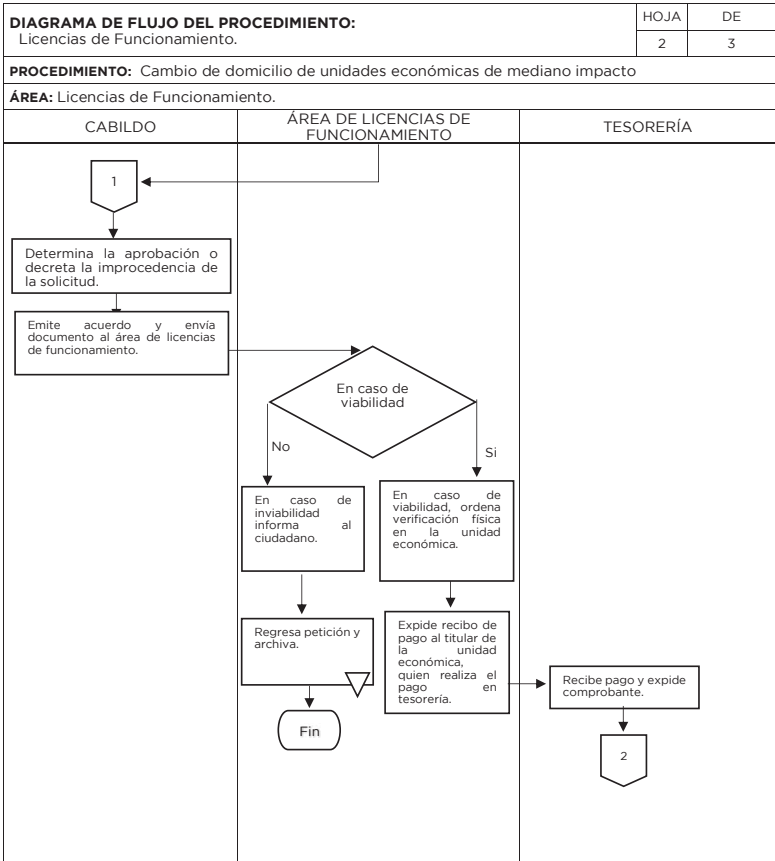 DIAGRAMA DE FLUJO DEL PROCEDIMIENTO:
Licencias de Funcionamiento.
HOJA
DE
2
3
PROCEDIMIENTO: Cambio de domicilio de unidades económicas de mediano impacto
ÁREA: Licencias de Funcionamiento.
CABILDO
ÁREA DE LICENCIAS DE
FUNCIONAMIENTO
TESORERÍA
1
Determina la aprobación o
decreta la improcedencia de
la solicitud.
Emite acuerdo y envía
documento al área de licencias
de funcionamiento.
En caso de
viabilidad
No
Si
En caso de
inviabilidad
informa al
ciudadano.
En caso de
viabilidad, ordena
verificación física
en la unidad
económica.
Regresa petición y
archiva.
Expide recibo de
pago al titular de
la unidad
económica,
quien realiza el
pago en
tesorería.
Recibe pago y expide
comprobante.
Fin
2